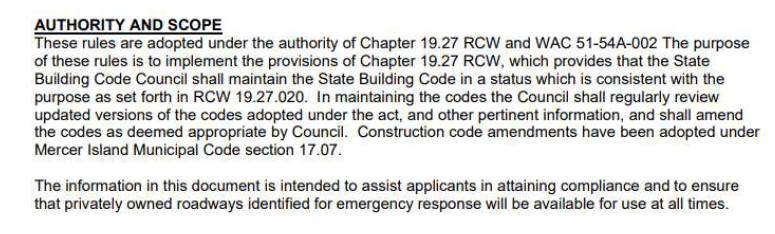 AUTHORITY AND SCOPE
These rules are adopted under the authority of Chapter 19.27 RCW and WAC 51-54A-002 The purpose
of these rules is to implement the provisions of Chapter 19.27 RCW, which provides that the State
Building Code Council shall maintain the State Building Code in a status which is consistent with the
purpose as set forth in RCW 19.27.020.  In maintaining the codes the Council shall regularly review
updated versions of the codes adopted under the act, and other pertinent information, and shall amend
the codes as deemed appropriate by Council.  Construction code amendments have been adopted under
Mercer Island Municipal Code section 17.07.
The information in this document is intended to assist applicants in attaining compliance and to ensure
that privately owned roadways identified for emergency response will be available for use at all times.